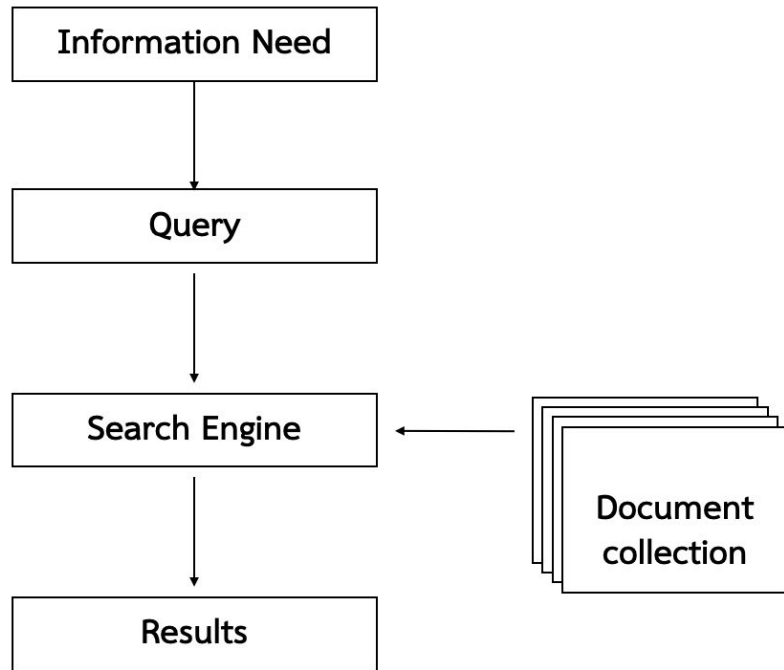 Information Need
Query
Search Engine
Document
collection
Results